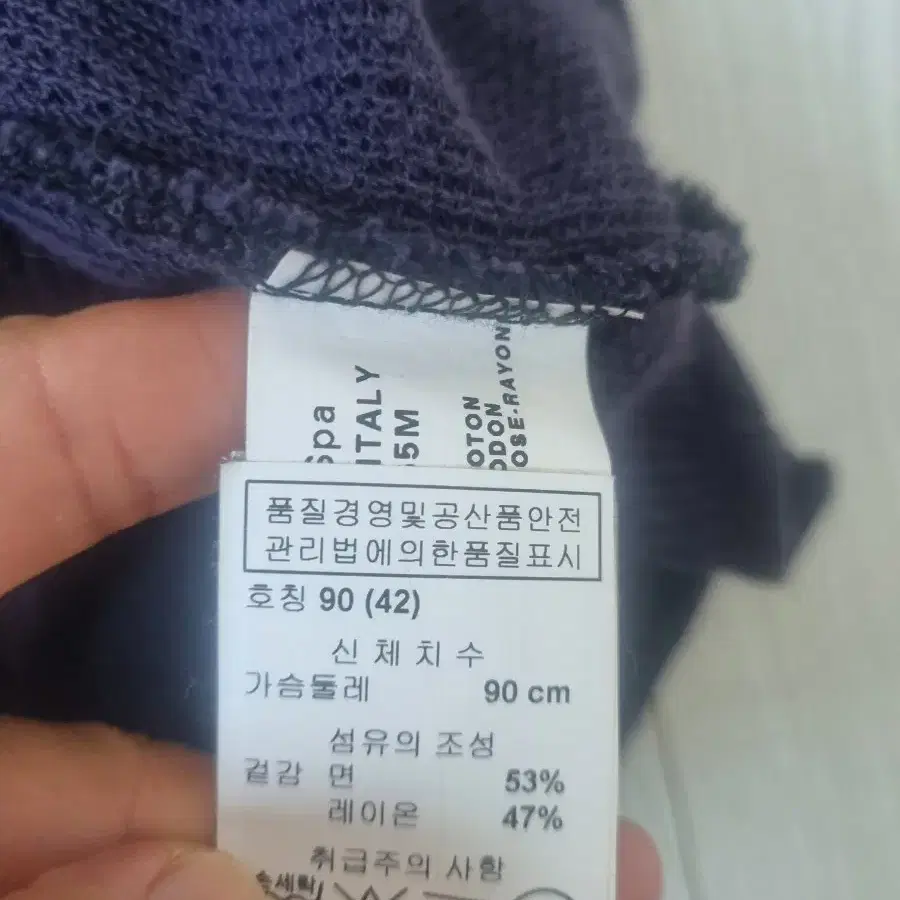 Spa
ITALY
5M
OTON
ODON
OSE-RAYON
품질경영및공산품안전
관리법에의한품질표시
호칭 90 (42)
신 체 치 수
가슴둘레 90 cm
섬유의 조성
겉감 면 53%
레이온 47%
취급주의 사항
손세탁